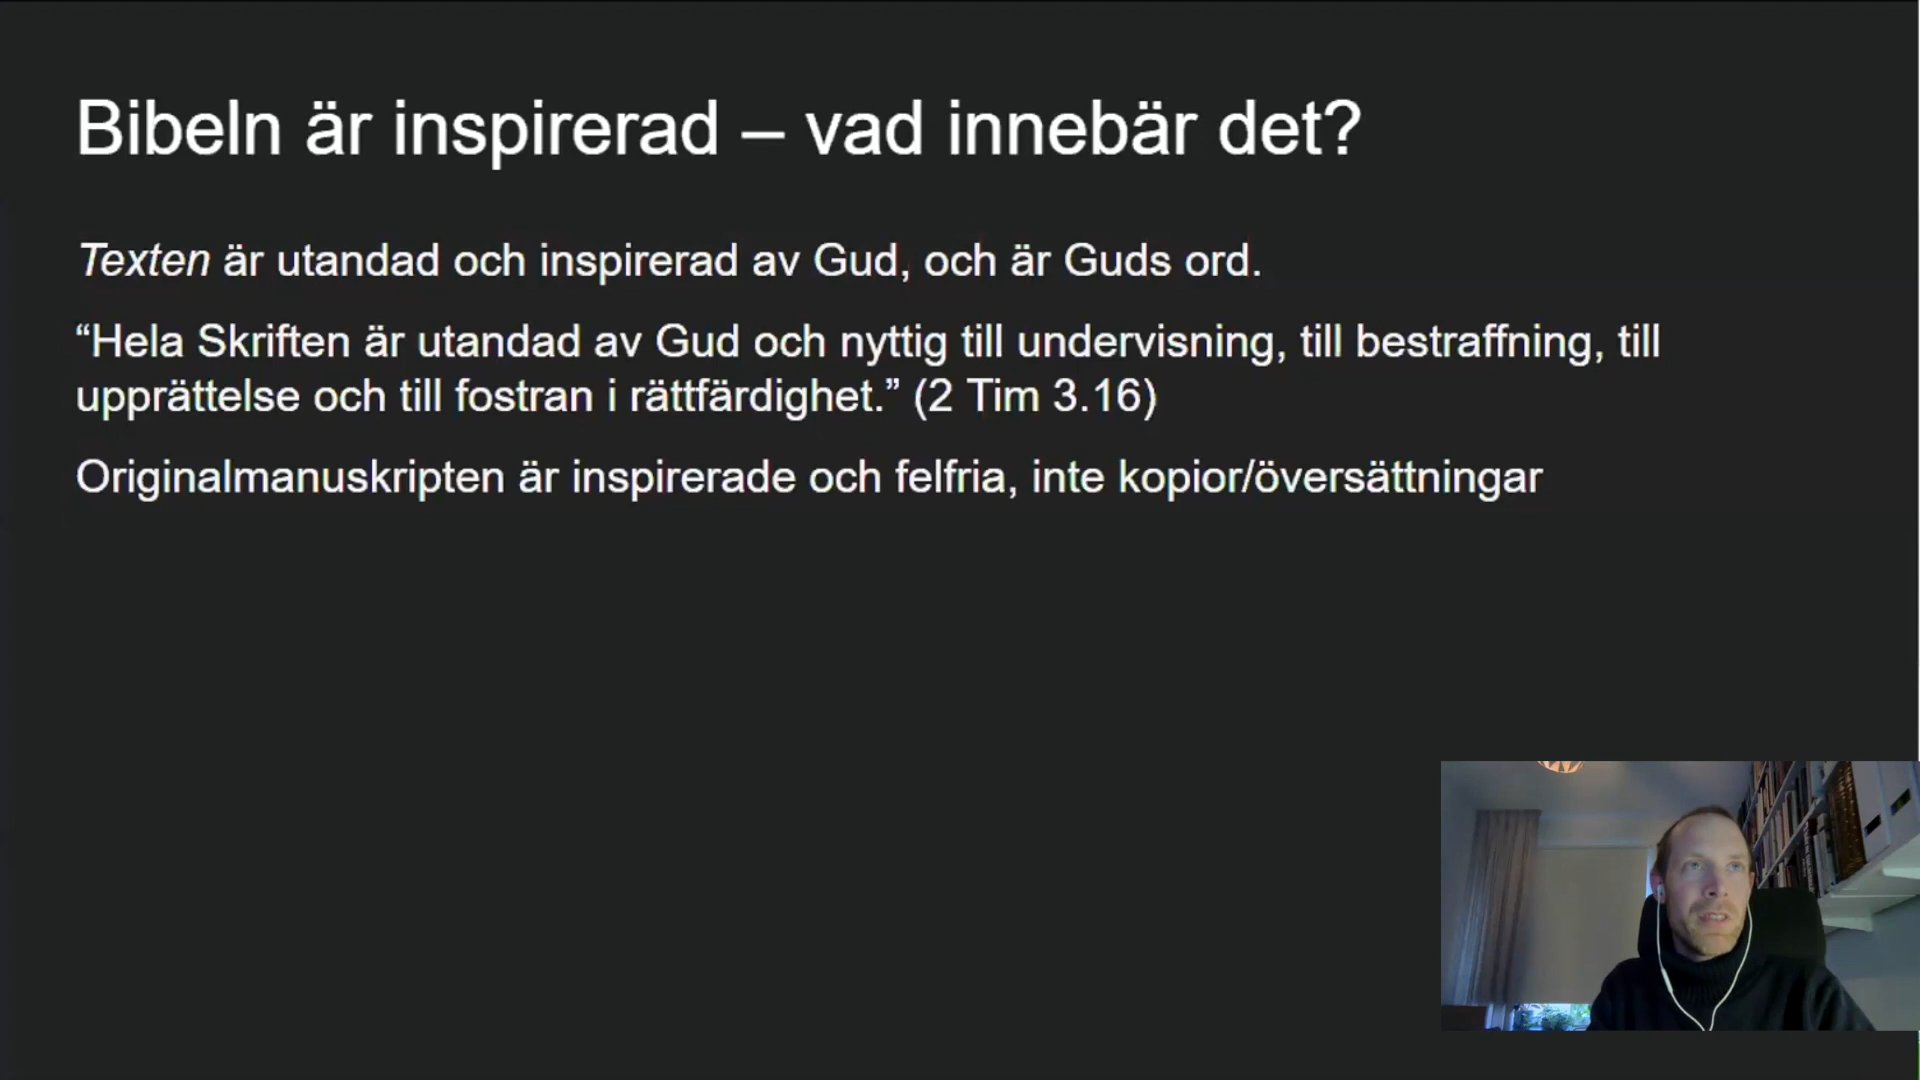 Bibeln är inspirerad – vad innebär det?
Texten är utandad och inspirerad av Gud, och är Guds ord.
“Hela Skriften är utandad av Gud och nyttig till undervisning, till bestraffning, till
upprättelse och till fostran i rättfärdighet.” (2 Tim 3.16)
Originalmanuskripten är inspirerade och felfria, inte kopior/översättningar